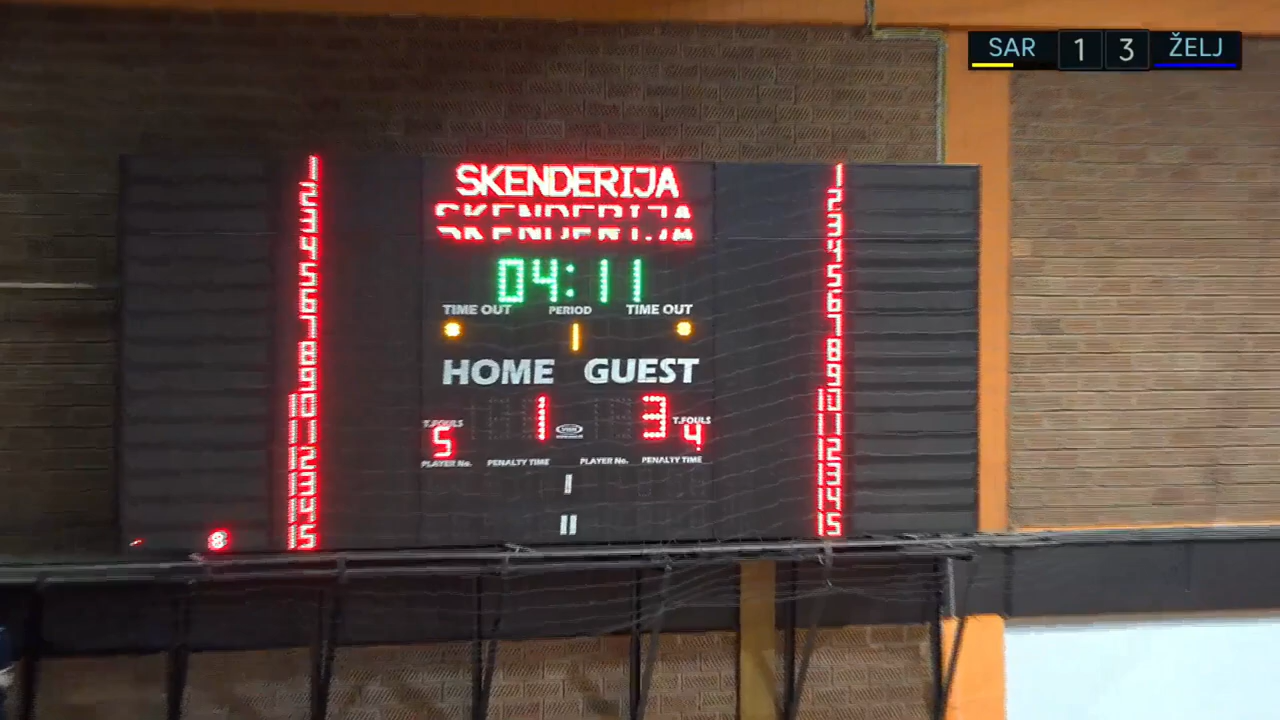 SAR 1 3 ŽELJ
SKENDERIJA
SKENDERIJA
04:11
TIME OUT PERIOD TIME OUT
1
HOME GUEST
1 3
T.FOULS T.FOULS
5 4
PLAYER No. PENALTY TIME PLAYER No. PENALTY TIME
I
II
1 1
2 2
3 3
4 4
5 5
6 6
7 7
8 8
9 9
10 10
11 11
12 12
13 13
14 14
8 15 15